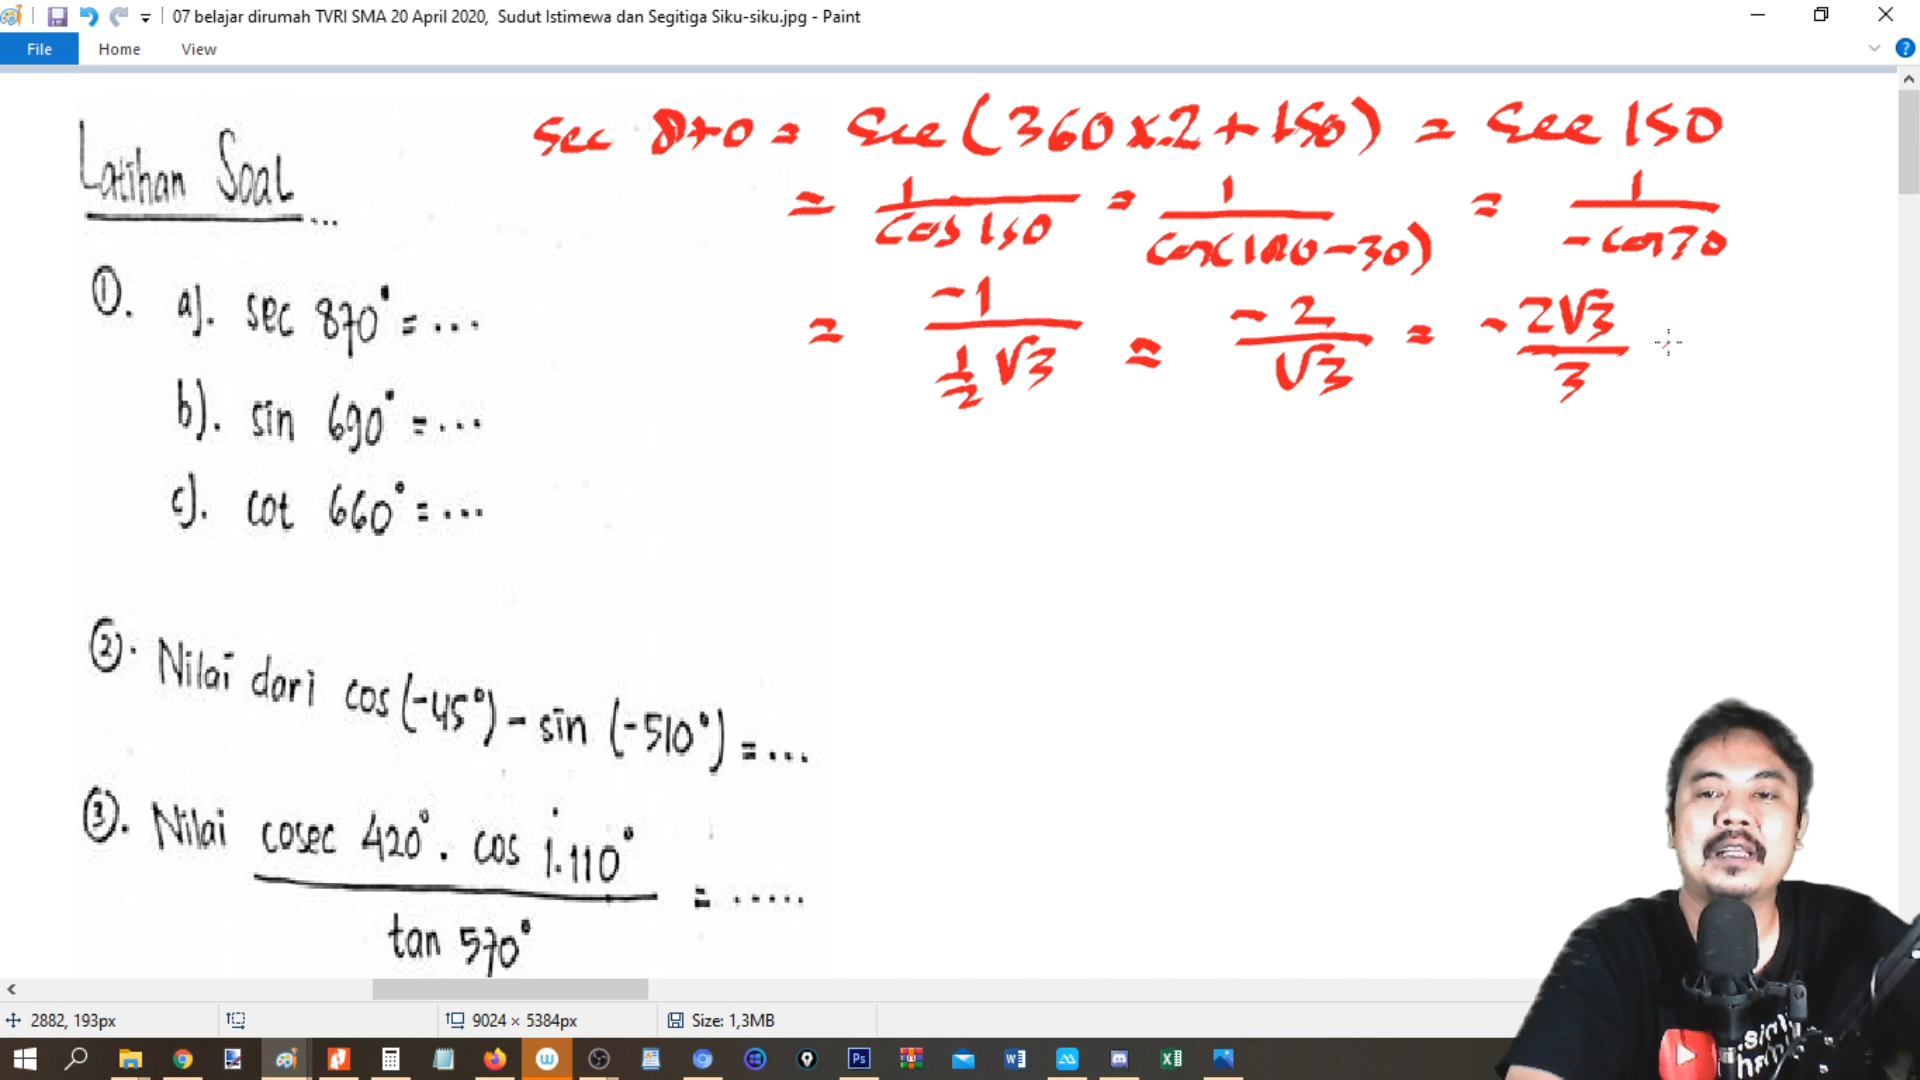 07 belajar dirumah TVRI SMA 20 April 2020, Sudut Istimewa dan Segitiga Siku-siku.jpg - Paint
File Home View
Latihan Soal ...
①. a). sec 870° = ...
b). sin 690° = ...
c). cot 660° = ...
②. Nilai dari cos(-45°) - sin (-510°) = ...
③. Nilai cosec 420° . cos 1.110° = .....
tan 570°
sec 870 = sec (360 x 2 + 150) = sec 150
= 1/cos 150 = 1/cos(180-30) = 1/-cos 30
= -1/(1/2 √3) = -2/√3 = -2√3/3
2882, 193px
9024 × 5384px
Size: 1,3MB